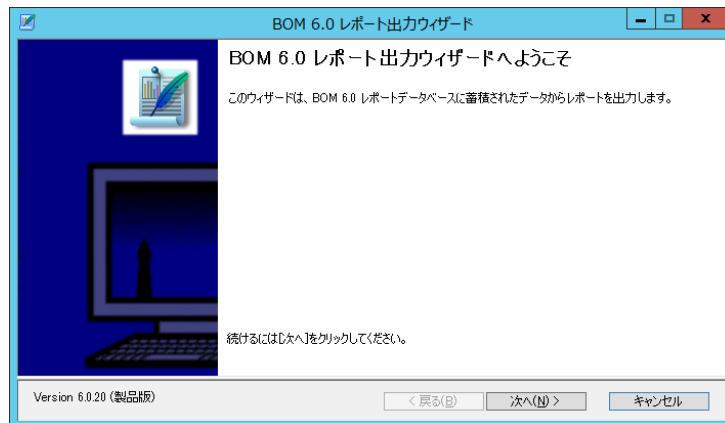 BOM 6.0 レポート出力ウィザード
BOM 6.0 レポート出力ウィザードへようこそ
このウィザードは、BOM 6.0 レポートデータベースに蓄積されたデータからレポートを出力します。
続けるには[次へ]をクリックしてください。
Version 6.0.20 (製品版)
< 戻る(B)
次へ(N) >
キャンセル